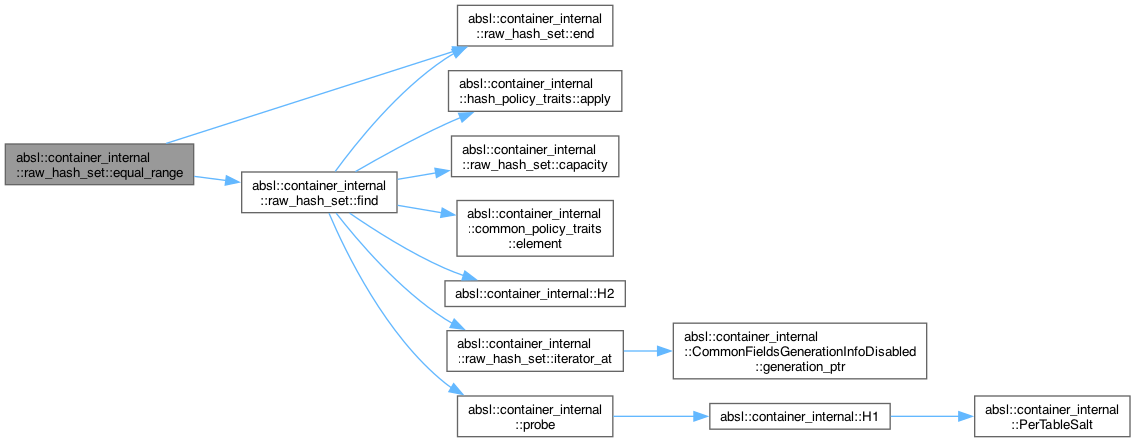 absl::container_internal
::raw_hash_set::equal_range
absl::container_internal
::raw_hash_set::find
absl::container_internal
::raw_hash_set::end
absl::container_internal
::hash_policy_traits::apply
absl::container_internal
::raw_hash_set::capacity
absl::container_internal
::common_policy_traits
::element
absl::container_internal::H2
absl::container_internal
::raw_hash_set::iterator_at
absl::container_internal
::CommonFieldsGenerationInfoDisabled
::generation_ptr
absl::container_internal
::probe
absl::container_internal::H1
absl::container_internal
::PerTableSalt